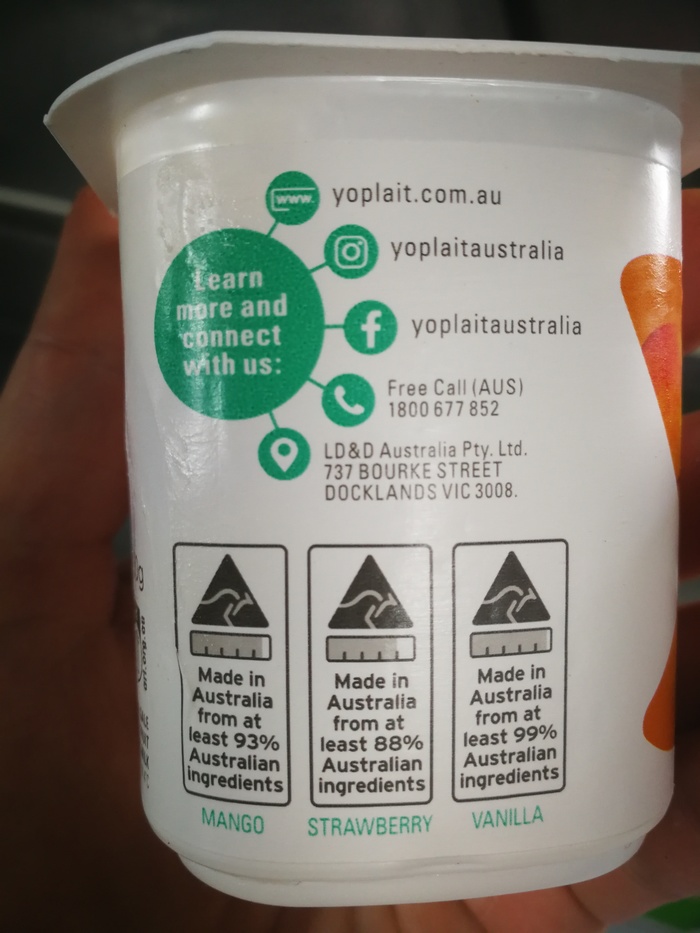 www.
yoplait.com.au
yoplaitaustralia
Learn
more and
connect
with us:
yoplaitaustralia
Free Call (AUS)
1800 677 852
LD&D Australia Pty. Ltd.
737 BOURKE STREET
DOCKLANDS VIC 3008.
Made in
Australia
from at
least 93%
Australian
ingredients
MANGO
Made in
Australia
from at
least 88%
Australian
ingredients
STRAWBERRY
Made in
Australia
from at
least 99%
Australian
ingredients
VANILLA